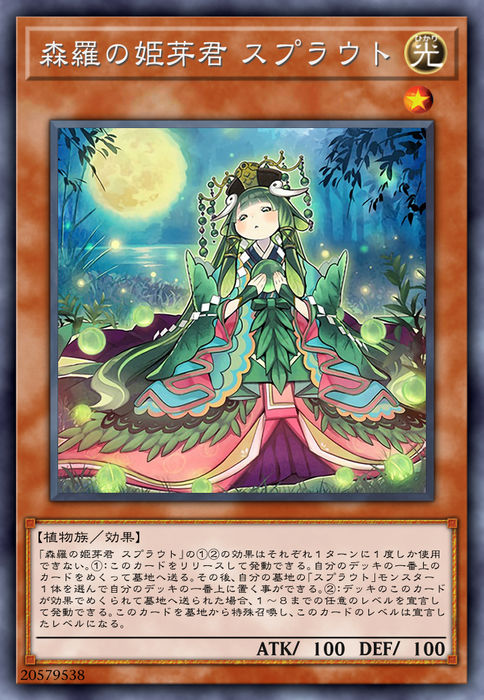 森羅の姫芽君 スプラウト
ひかり
光
【植物族/効果】
「森羅の姫芽君 スプラウト」の①②の効果はそれぞれ1ターンに1度しか使用
できない。①:このカードをリリースして発動できる。自分のデッキの一番上の
カードをめくって墓地へ送る。その後、自分の墓地の「スプラウト」モンスター
1体を選んで自分のデッキの一番上に置く事ができる。②:デッキのこのカード
が効果でめくられて墓地へ送られた場合、1~8までの任意のレベルを宣言し
て発動できる。このカードを墓地から特殊召喚し、このカードのレベルは宣言し
たレベルになる。
ATK/ 100 DEF/ 100
20579538